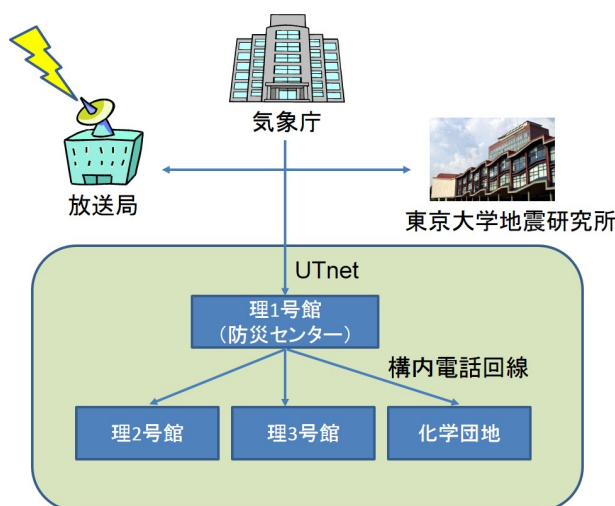 気象庁
放送局
東京大学地震研究所
UTnet
理1号館
(防災センター)
構内電話回線
理2号館
理3号館
化学団地